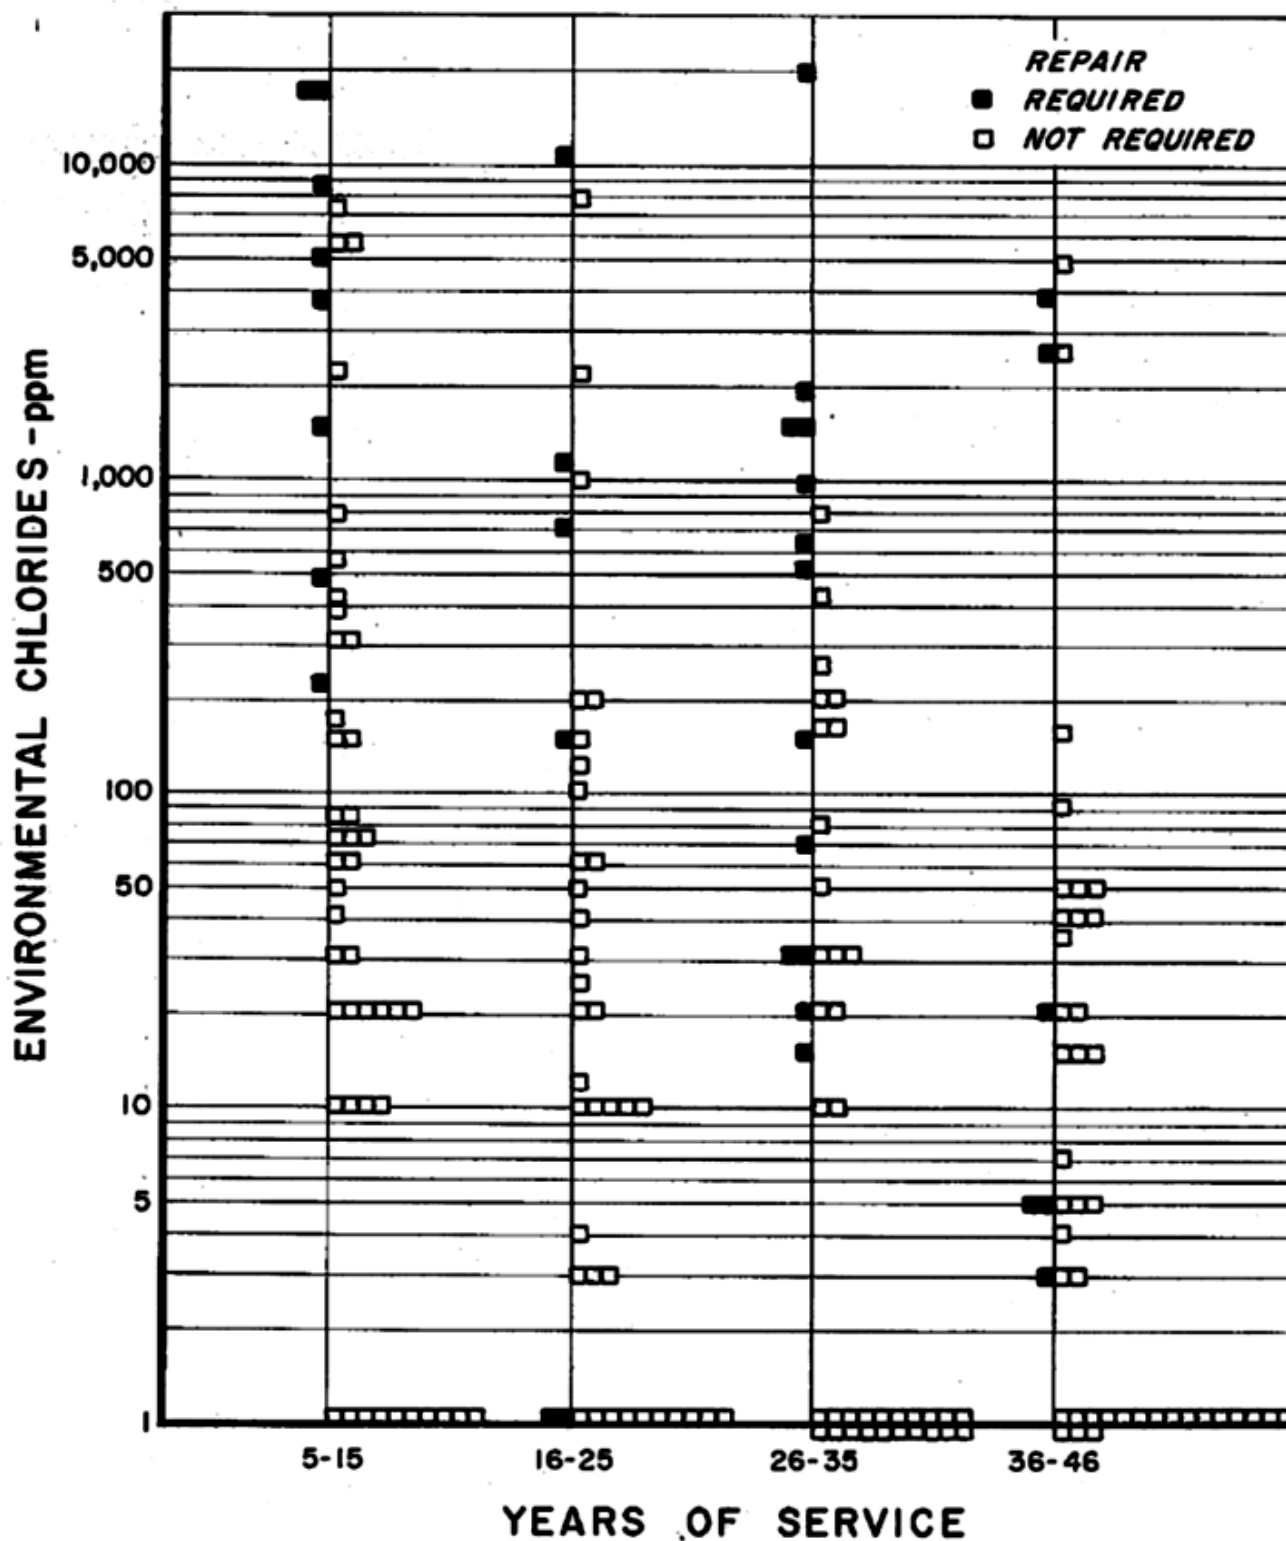 REPAIR
REQUIRED
NOT REQUIRED
10,000
5,000
1,000
500
100
50
10
5
1
ENVIRONMENTAL CHLORIDES-ppm
5-15 16-25 26-35 36-46
YEARS OF SERVICE